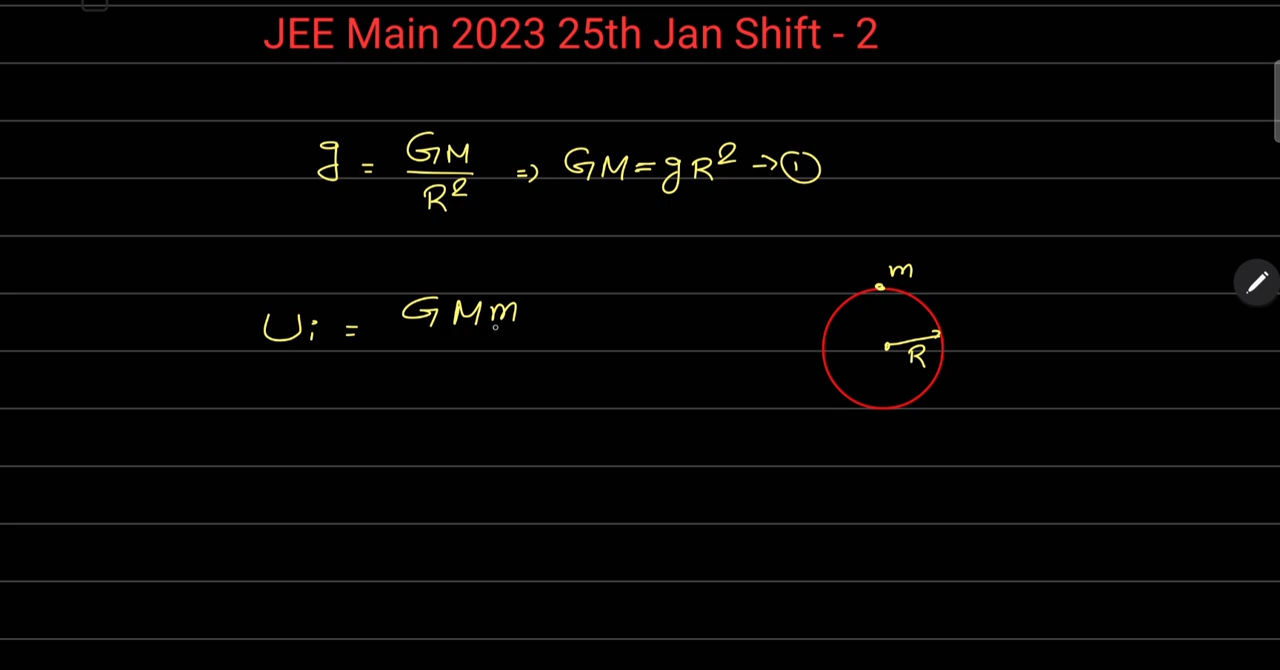 JEE Main 2023 25th Jan Shift - 2
g = GM/R² => GM = gR² → ①
m
Ui = GMm
R